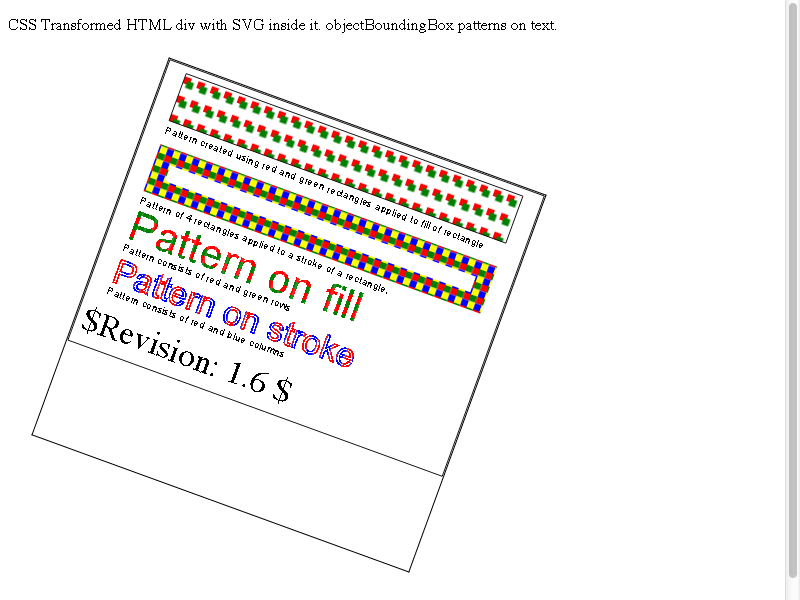 CSS Transformed HTML div with SVG inside it. objectBoundingBox patterns on text.
Pattern created using red and green rectangles applied to fill of rectangle
Pattern of 4 rectangles applied to a stroke of a rectangle.
Pattern on fill
Pattern consists of red and green rows
Pattern on stroke
Pattern consists of red and blue columns
$Revision: 1.6 $